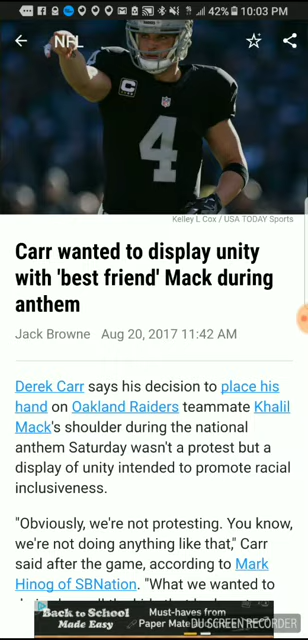 42% 10:03 PM
NFL
C
4
Kelley L Cox / USA TODAY Sports
Carr wanted to display unity
with 'best friend' Mack during
anthem
Jack Browne Aug 20, 2017 11:42 AM
Derek Carr says his decision to place his
hand on Oakland Raiders teammate Khalil
Mack's shoulder during the national
anthem Saturday wasn't a protest but a
display of unity intended to promote racial
inclusiveness.
"Obviously, we're not protesting. You know,
we're not doing anything like that," Carr
said after the game, according to Mark
Hinog of SBNation. "What we wanted to
Back to School
Made Easy
Must-haves from
Paper Mate
DU SCREEN RECORDER